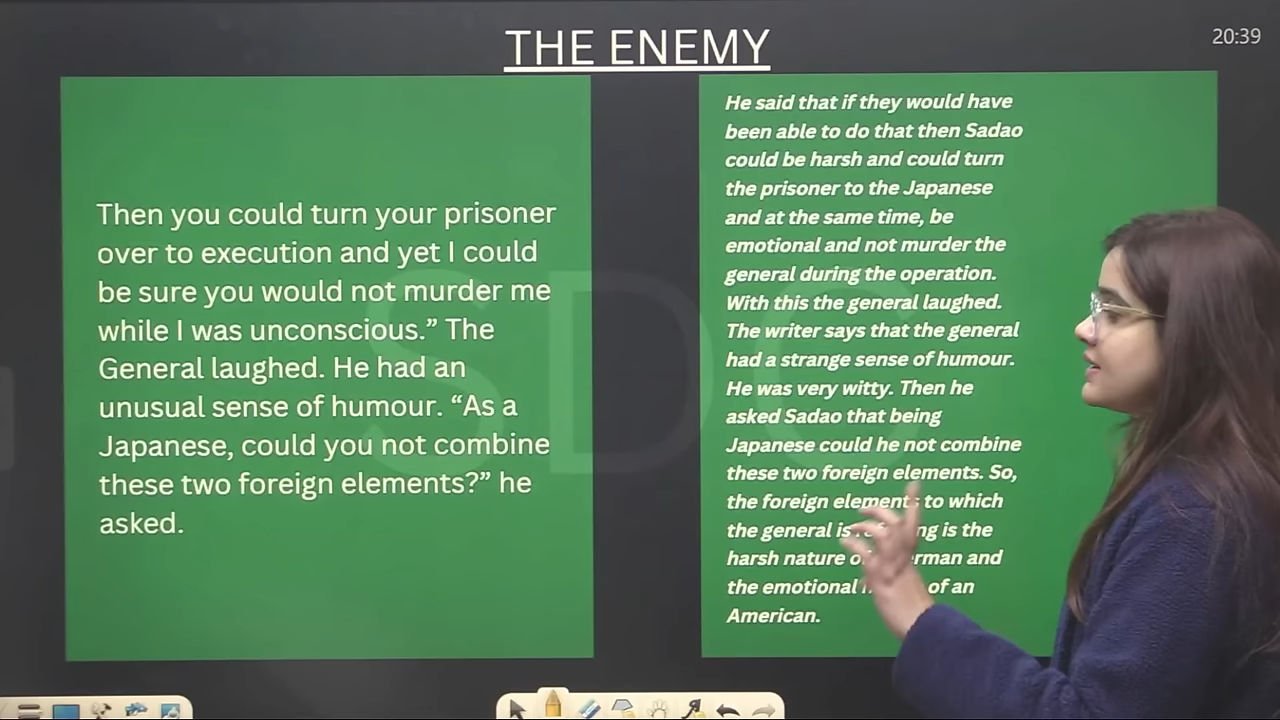 THE ENEMY
20:39
Then you could turn your prisoner
over to execution and yet I could
be sure you would not murder me
while I was unconscious.” The
General laughed. He had an
unusual sense of humour. “As a
Japanese, could you not combine
these two foreign elements?” he
asked.
He said that if they would have
been able to do that then Sadao
could be harsh and could turn
the prisoner to the Japanese
and at the same time, be
emotional and not murder the
general during the operation.
With this the general laughed.
The writer says that the general
had a strange sense of humour.
He was very witty. Then he
asked Sadao that being
Japanese could he not combine
these two foreign elements. So,
the foreign elements to which
the general is is the
harsh nature and
the emotional of an
American.
SDC